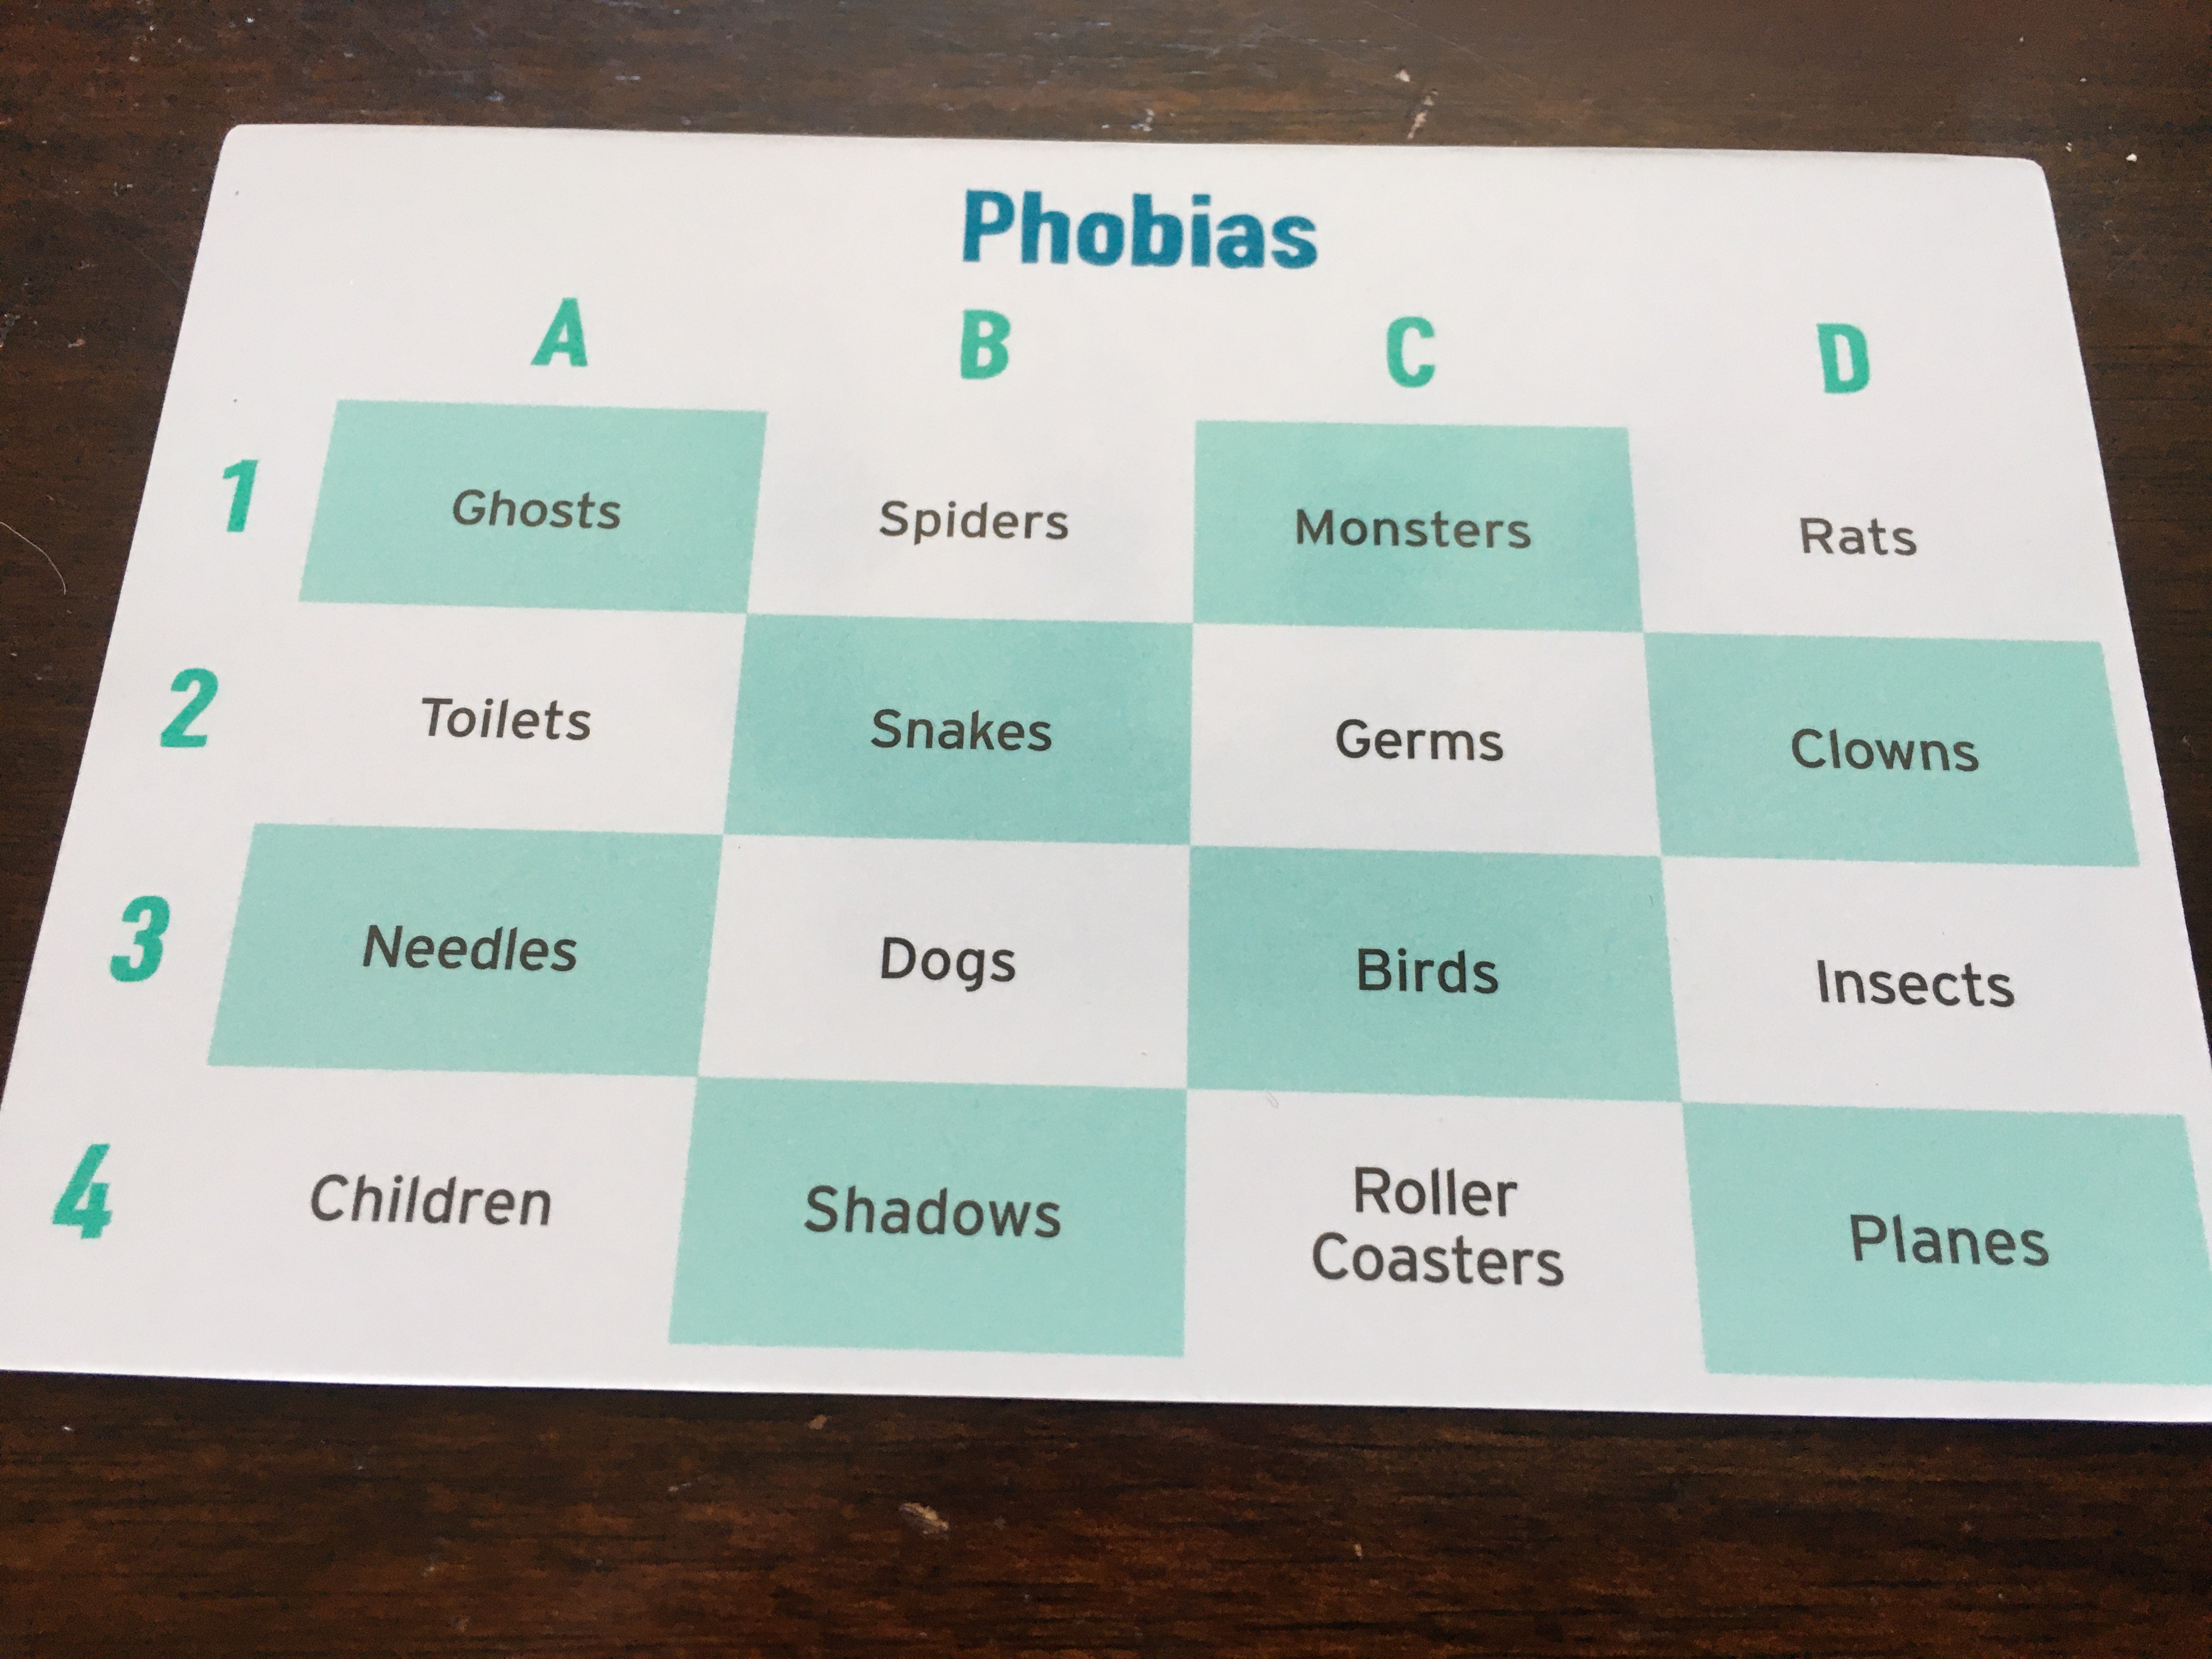 Phobias
A B C D
1 Ghosts Spiders Monsters Rats
2 Toilets Snakes Germs Clowns
3 Needles Dogs Birds Insects
4 Children Shadows Roller Coasters Planes